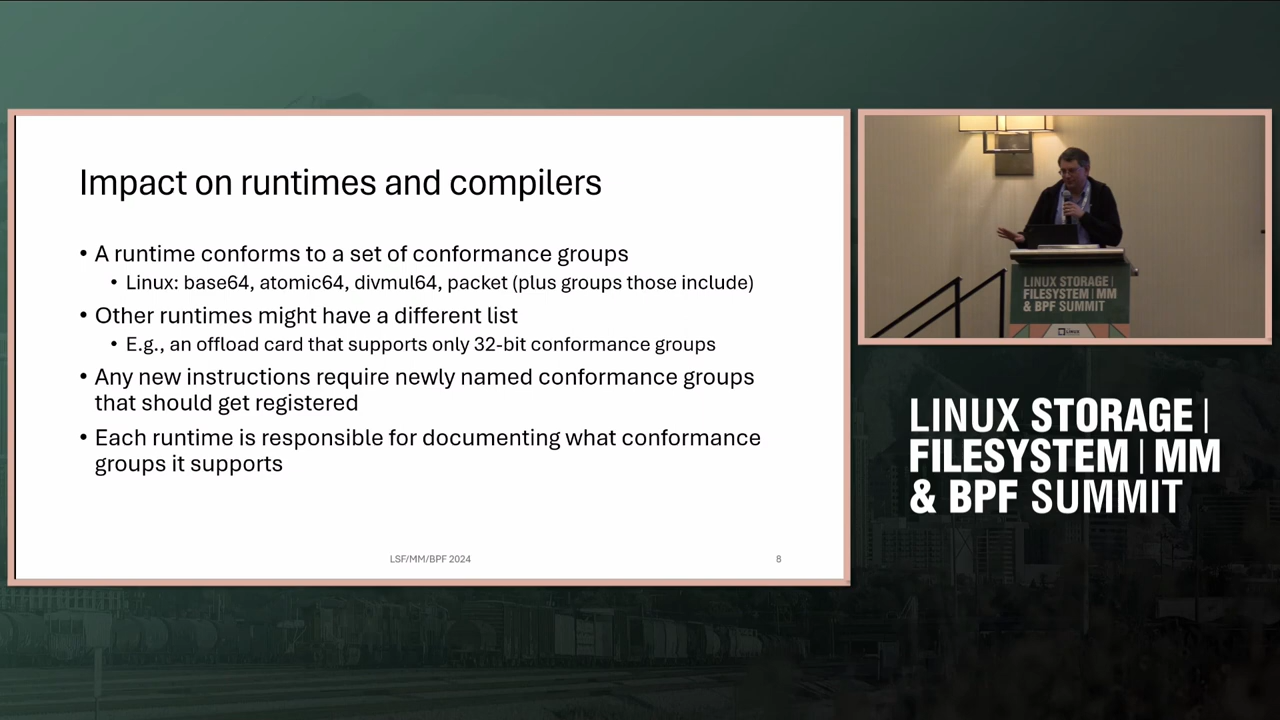 Impact on runtimes and compilers
• A runtime conforms to a set of conformance groups
• Linux: base64, atomic64, divmul64, packet (plus groups those include)
• Other runtimes might have a different list
• E.g., an offload card that supports only 32-bit conformance groups
• Any new instructions require newly named conformance groups
that should get registered
• Each runtime is responsible for documenting what conformance
groups it supports
LSF/MM/BPF 2024
8
LINUX STORAGE |
FILESYSTEM | MM
& BPF SUMMIT
LINUX
LINUX STORAGE |
FILESYSTEM | MM
& BPF SUMMIT